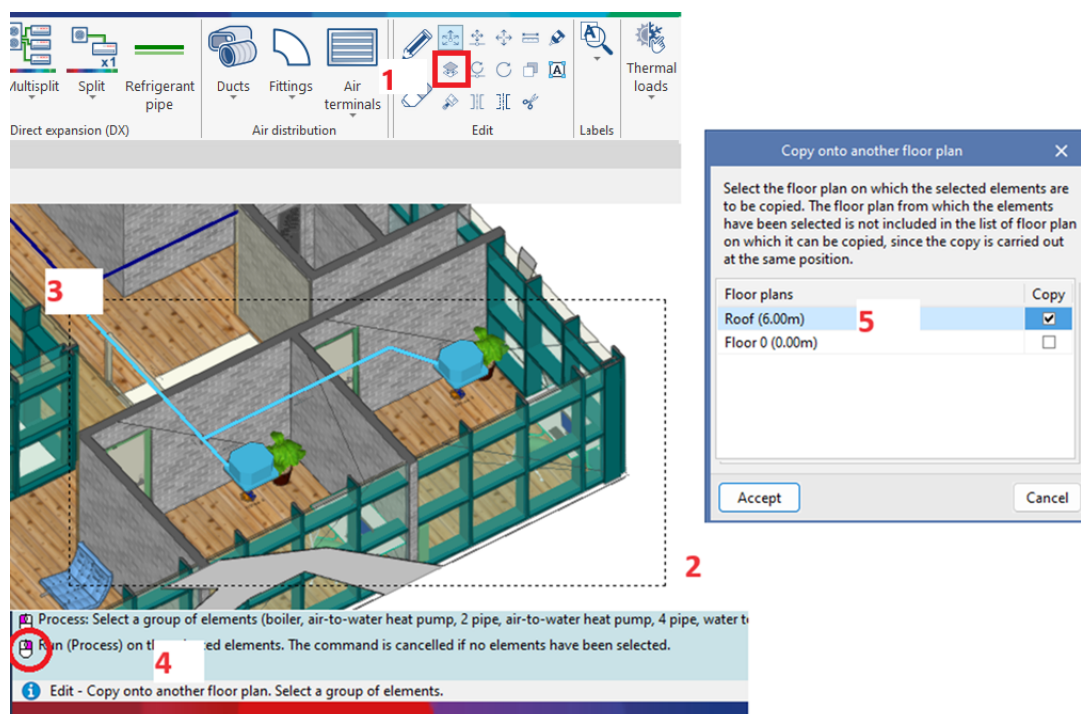 Multisplit
x1
Split
Refrigerant
pipe
Ducts
Fittings
Air
terminals
Thermal
loads
Direct expansion (DX)
Air distribution
Edit
Labels
1
A
A
3
2
Copy onto another floor plan
Select the floor plan on which the selected elements are
to be copied. The floor plan from which the elements
have been selected is not included in the list of floor plan
on which it can be copied, since the copy is carried out
at the same position.
Floor plans Copy
Roof (6.00m) 5
Floor 0 (0.00m)
Accept Cancel
Process: Select a group of elements (boiler, air-to-water heat pump, 2 pipe, air-to-water heat pump, 4 pipe, water
Run (Process) on ed elements. The command is cancelled if no elements have been selected.
4
Edit - Copy onto another floor plan. Select a group of elements.